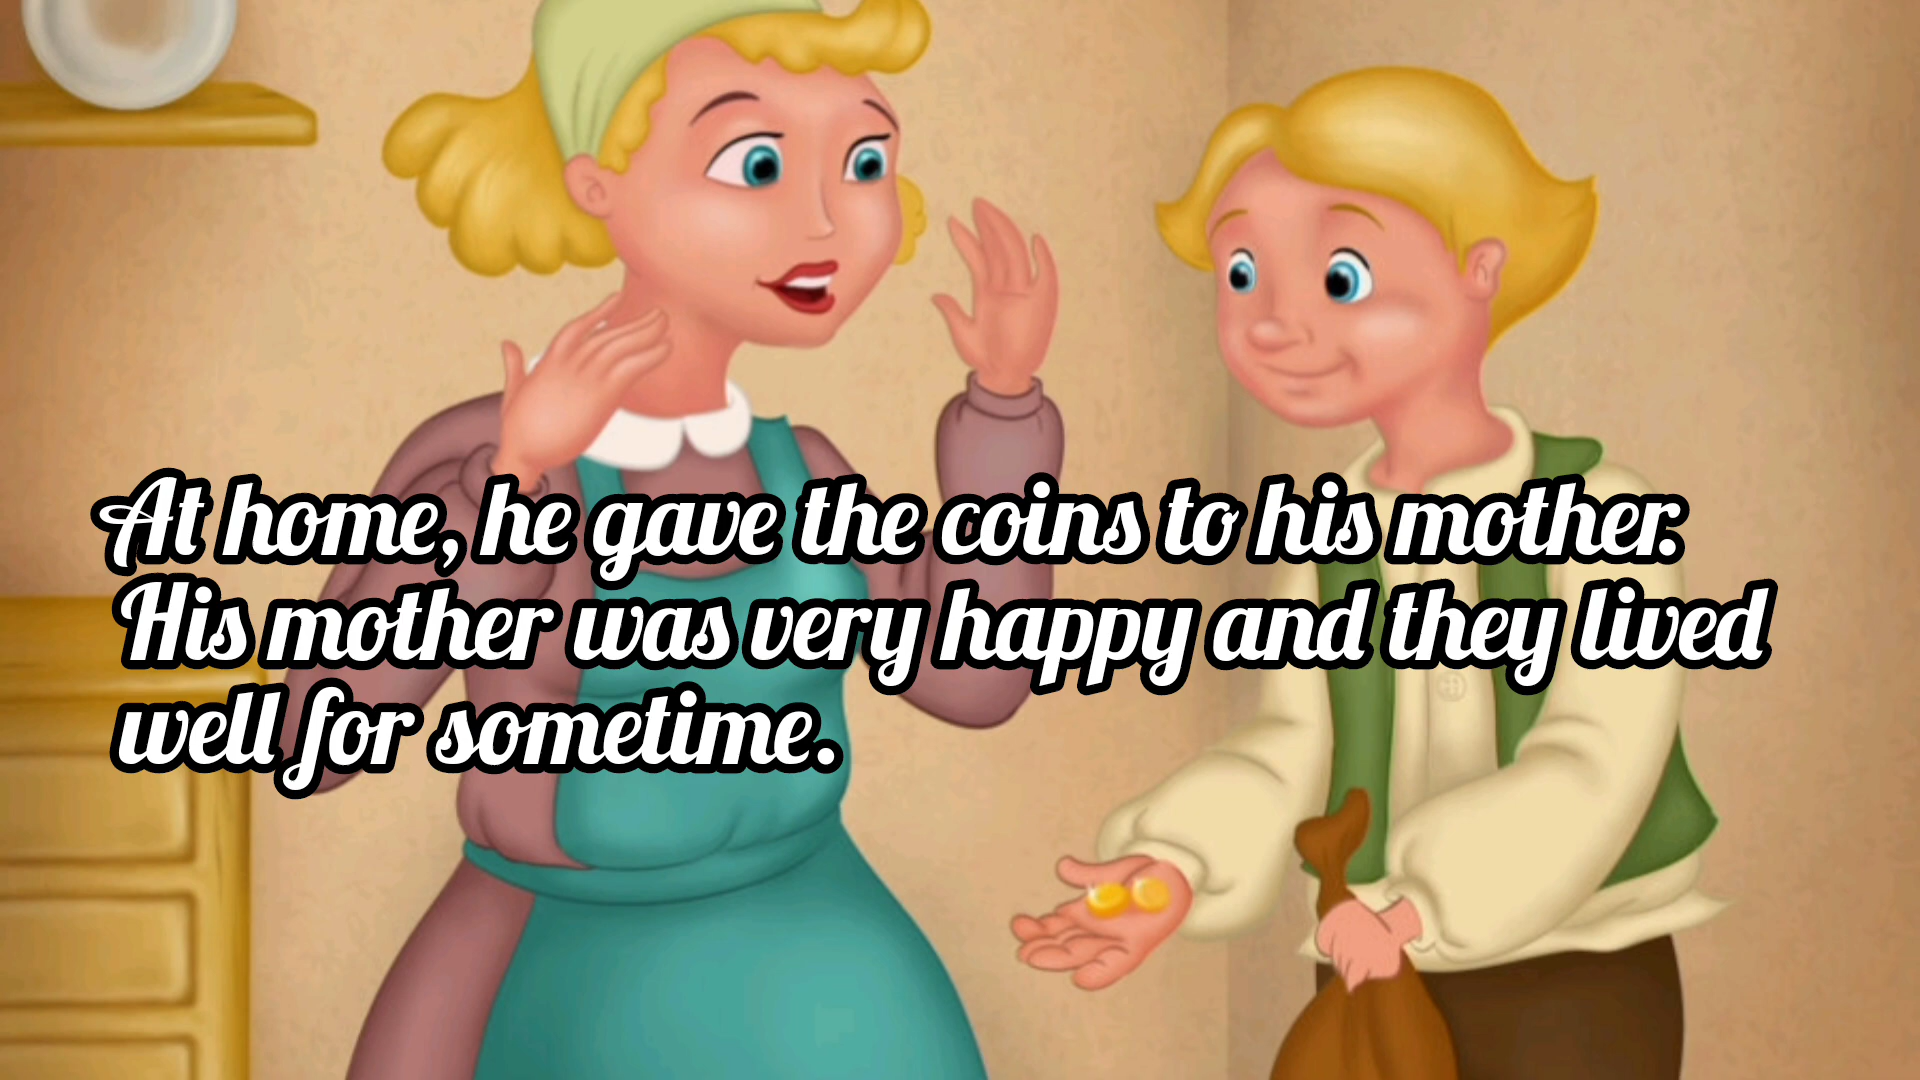 At home, he gave the coins to his mother.
His mother was very happy and they lived
well for sometime.